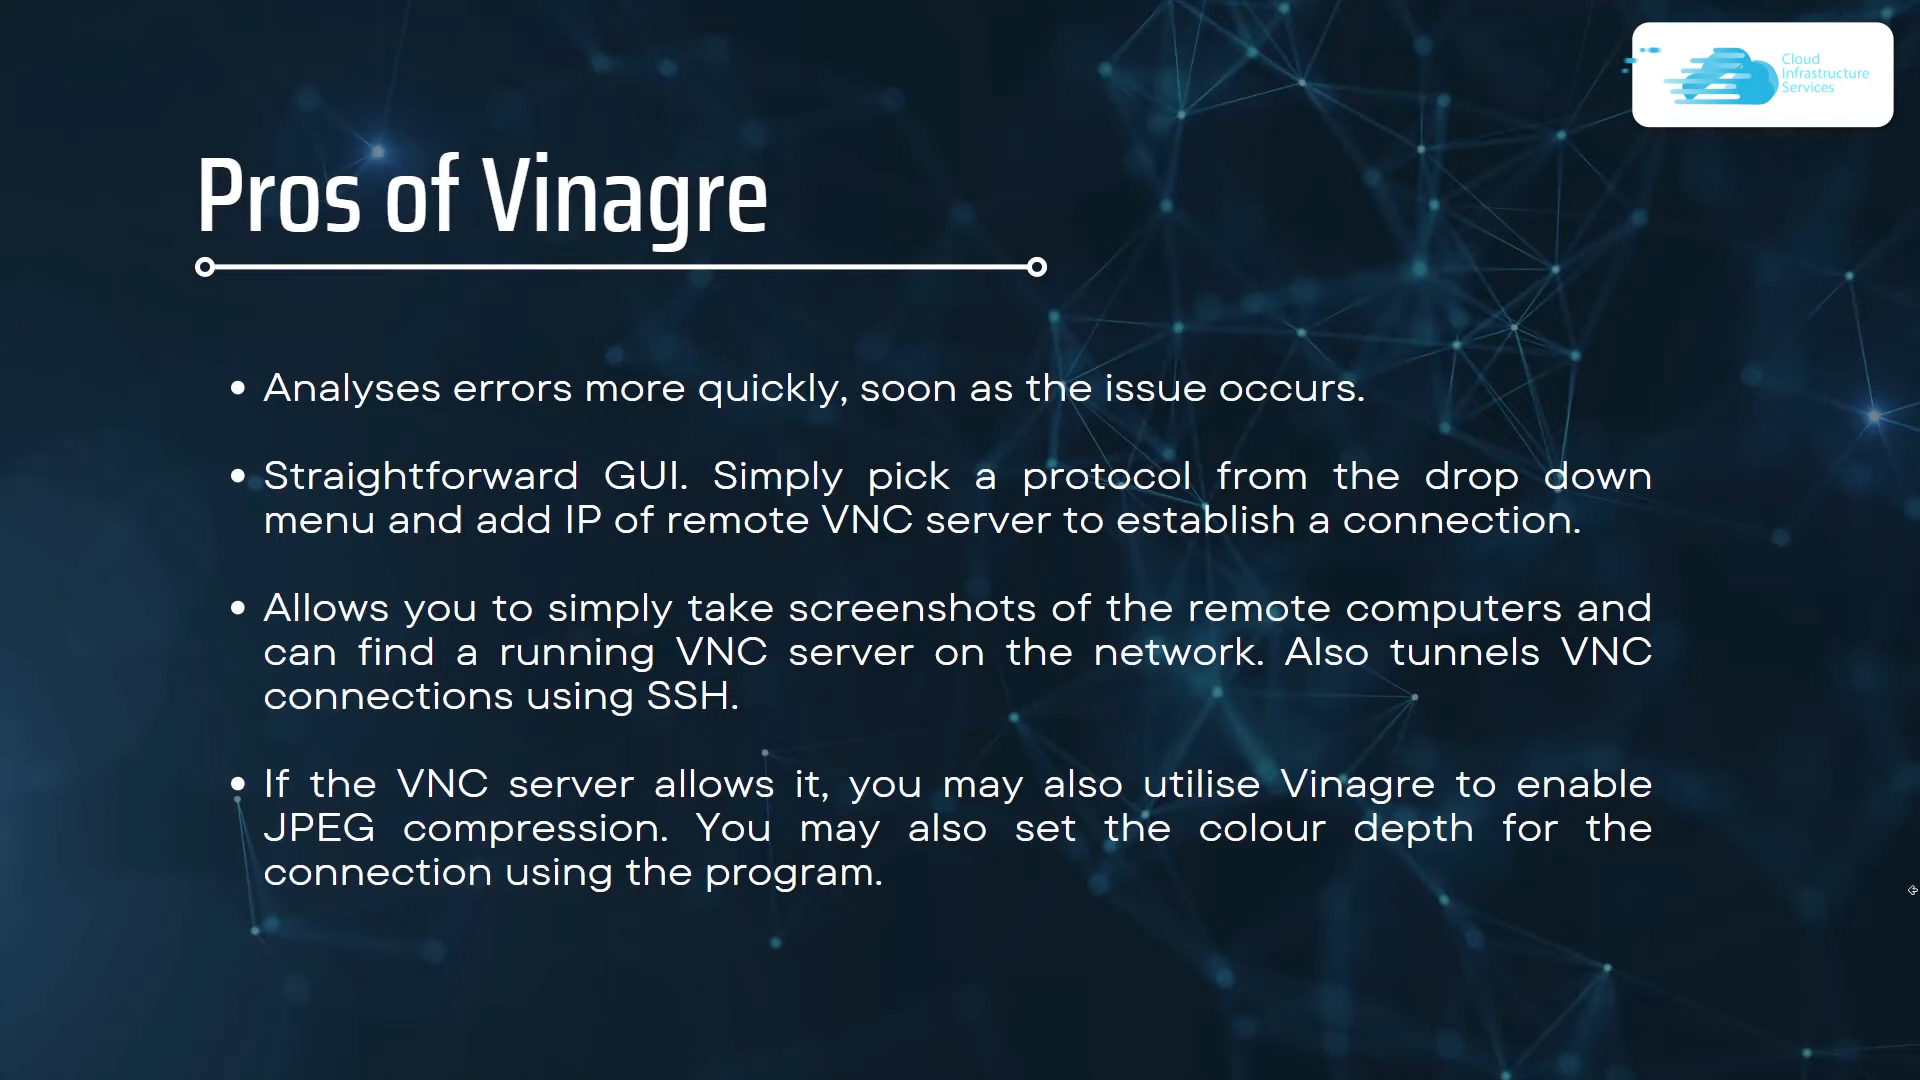 Cloud
Infrastructure
Services
Pros of Vinagre
• Analyses errors more quickly, soon as the issue occurs.
• Straightforward GUI. Simply pick a protocol from the drop down
menu and add IP of remote VNC server to establish a connection.
• Allows you to simply take screenshots of the remote computers and
can find a running VNC server on the network. Also tunnels VNC
connections using SSH.
• If the VNC server allows it, you may also utilise Vinagre to enable
JPEG compression. You may also set the colour depth for the
connection using the program.